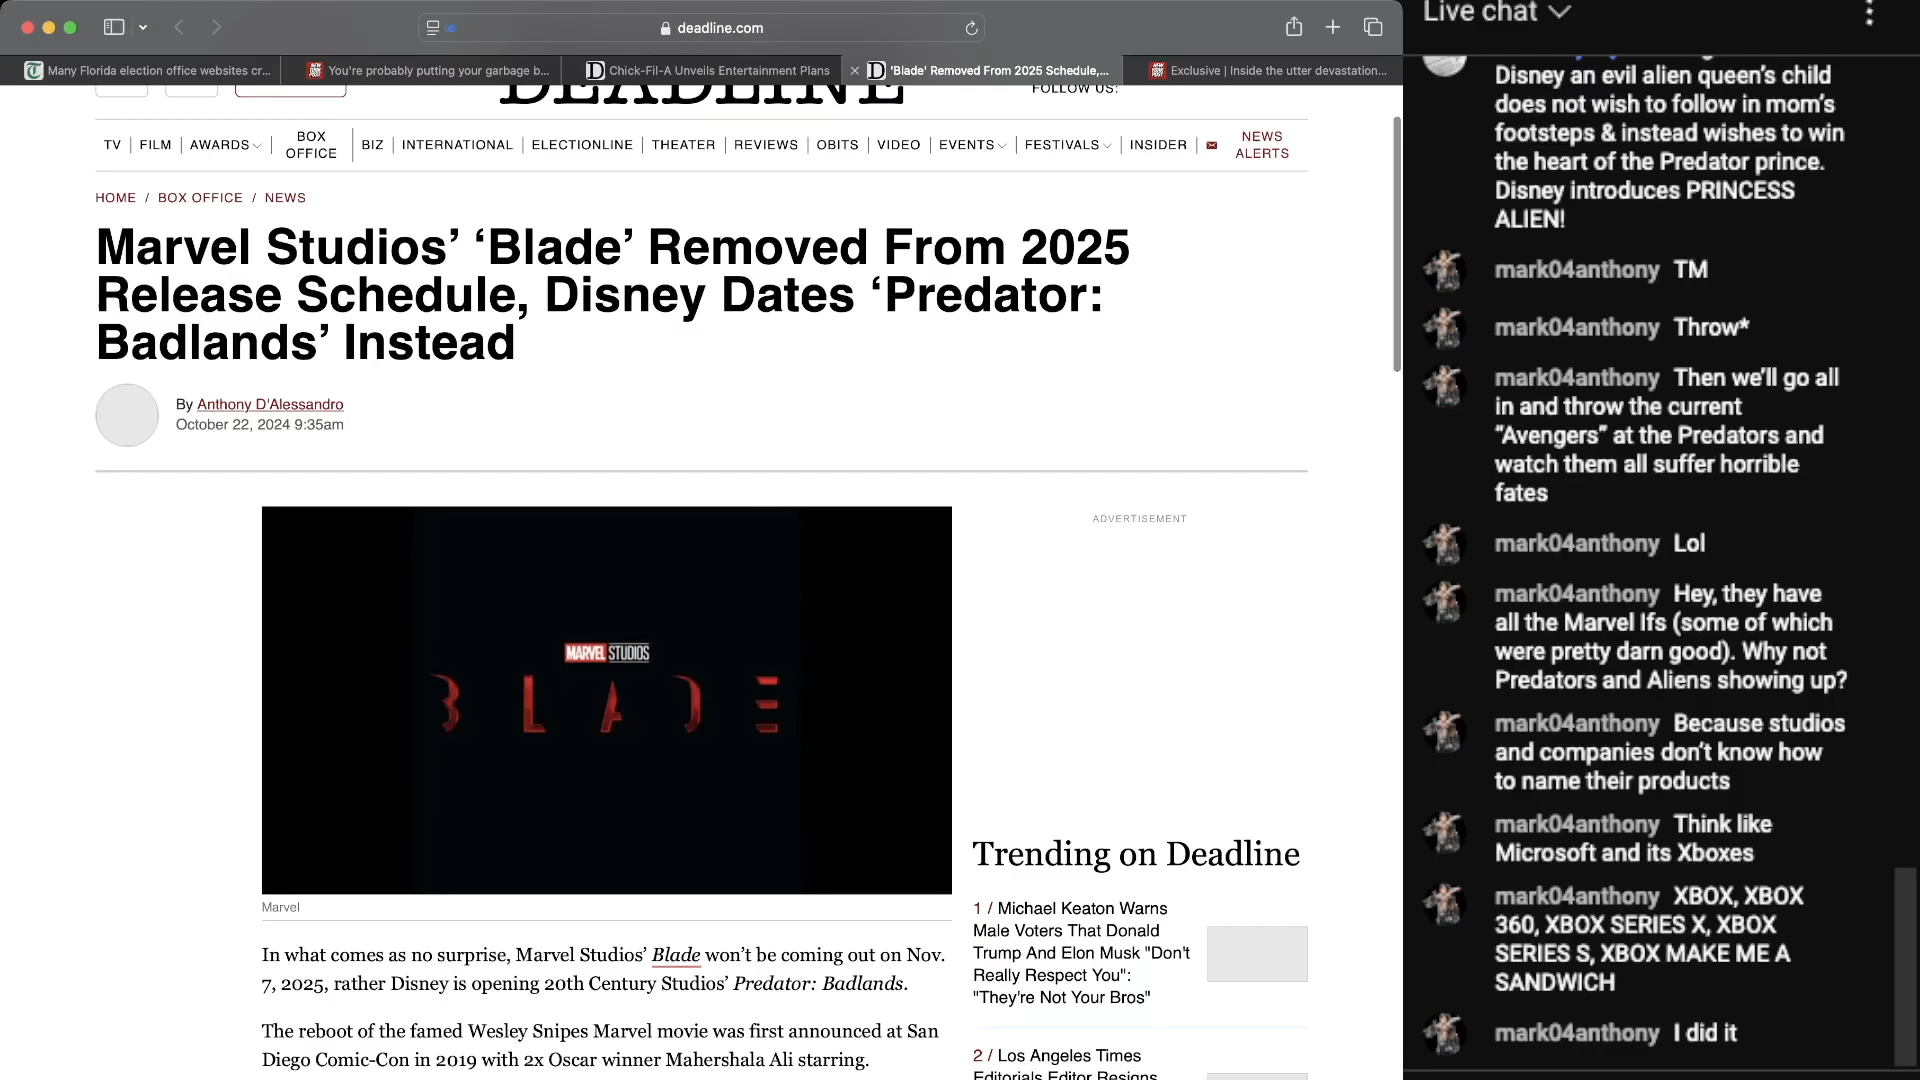 deadline.com
Many Florida election office websites cr...
You're probably putting your garbage b...
Chick-Fil-A Unveils Entertainment Plans
'Blade' Removed From 2025 Schedule,...
Exclusive | Inside the utter devastation...
DEADLINE
FOLLOW US:
TV
FILM
AWARDS
BOX OFFICE
BIZ
INTERNATIONAL
ELECTIONLINE
THEATER
REVIEWS
OBITS
VIDEO
EVENTS
FESTIVALS
INSIDER
NEWS ALERTS
HOME / BOX OFFICE / NEWS
Marvel Studios’ ‘Blade’ Removed From 2025
Release Schedule, Disney Dates ‘Predator:
Badlands’ Instead
By Anthony D'Alessandro
October 22, 2024 9:35am
MARVEL STUDIOS
BLADE
Marvel
In what comes as no surprise, Marvel Studios’ Blade won’t be coming out on Nov.
7, 2025, rather Disney is opening 20th Century Studios’ Predator: Badlands.
The reboot of the famed Wesley Snipes Marvel movie was first announced at San
Diego Comic-Con in 2019 with 2x Oscar winner Mahershala Ali starring.
ADVERTISEMENT
Trending on Deadline
1 / Michael Keaton Warns
Male Voters That Donald
Trump And Elon Musk "Don't
Really Respect You":
"They're Not Your Bros"
2 / Los Angeles Times
Editorials Editor Resigns
Live chat
Disney an evil alien queen’s child
does not wish to follow in mom’s
footsteps & instead wishes to win
the heart of the Predator prince.
Disney introduces PRINCESS
ALIEN!
mark04anthony TM
mark04anthony Throw*
mark04anthony Then we’ll go all
in and throw the current
“Avengers” at the Predators and
watch them all suffer horrible
fates
mark04anthony Lol
mark04anthony Hey, they have
all the Marvel Ifs (some of which
were pretty darn good). Why not
Predators and Aliens showing up?
mark04anthony Because studios
and companies don’t know how
to name their products
mark04anthony Think like
Microsoft and its Xboxes
mark04anthony XBOX, XBOX
360, XBOX SERIES X, XBOX
SERIES S, XBOX MAKE ME A
SANDWICH
mark04anthony I did it